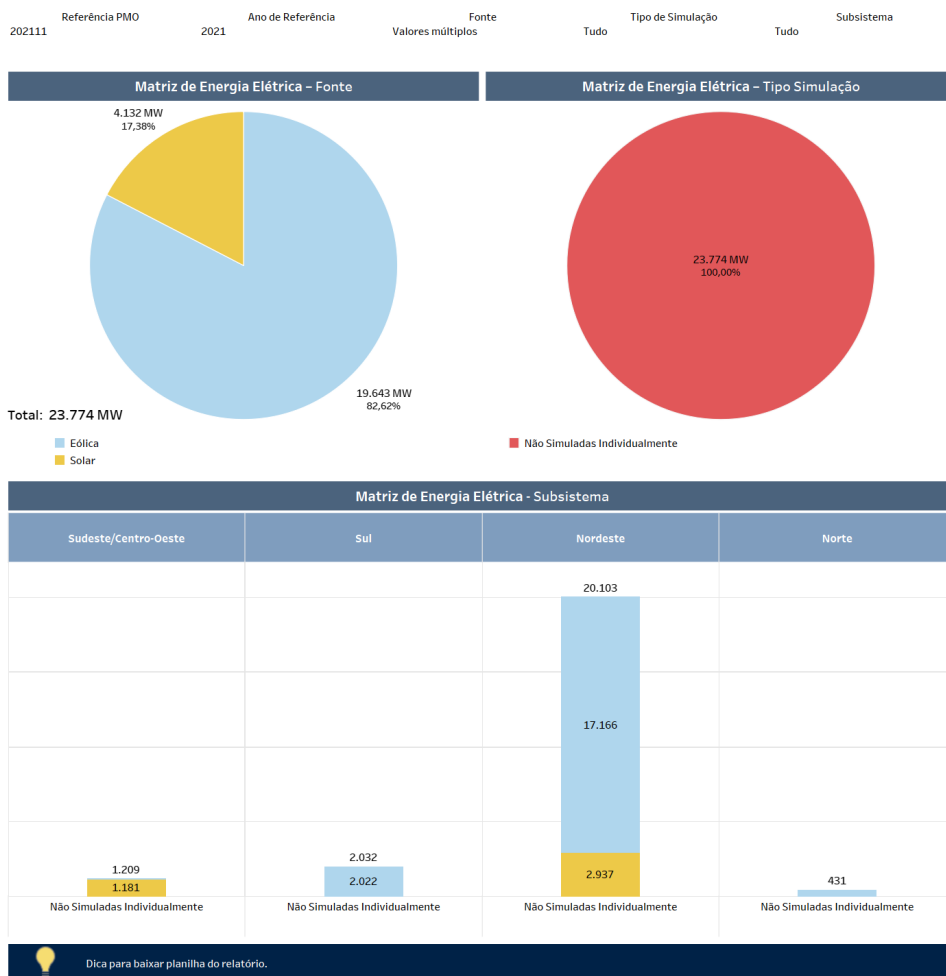 Referência PMO Ano de Referência Fonte Tipo de Simulação Subsistema
202111 2021 Valores múltiplos Tudo Tudo
Matriz de Energia Elétrica – Fonte
Matriz de Energia Elétrica – Tipo Simulação
4.132 MW
17,38%
23.774 MW
100,00%
19.643 MW
82,62%
Total: 23.774 MW
Eólica
Solar
Não Simuladas Individualmente
Matriz de Energia Elétrica - Subsistema
Sudeste/Centro-Oeste Sul Nordeste Norte
20.103
17.166
2.937
2.032
2.022
1.209
1.181
431
Não Simuladas Individualmente Não Simuladas Individualmente Não Simuladas Individualmente Não Simuladas Individualmente
Dica para baixar planilha do relatório.